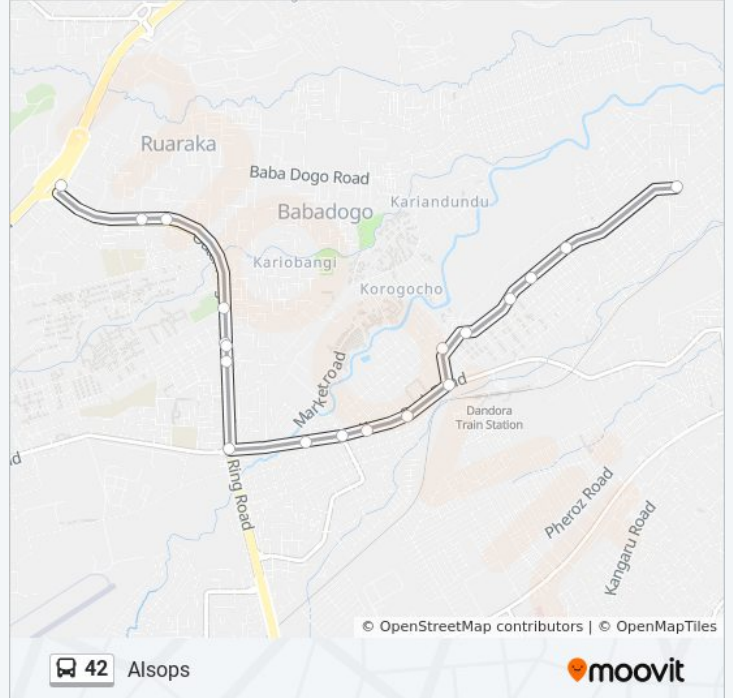 Ruaraka
Baba Dogo Road
Kariandundu
Babadogo
Kariobangi
Korogocho
Market road
Dandora
Train Station
Ring Road
Pheroz Road
Kangaru Road
© OpenStreetMap contributors | © OpenMapTiles
42 Alsops
moovit